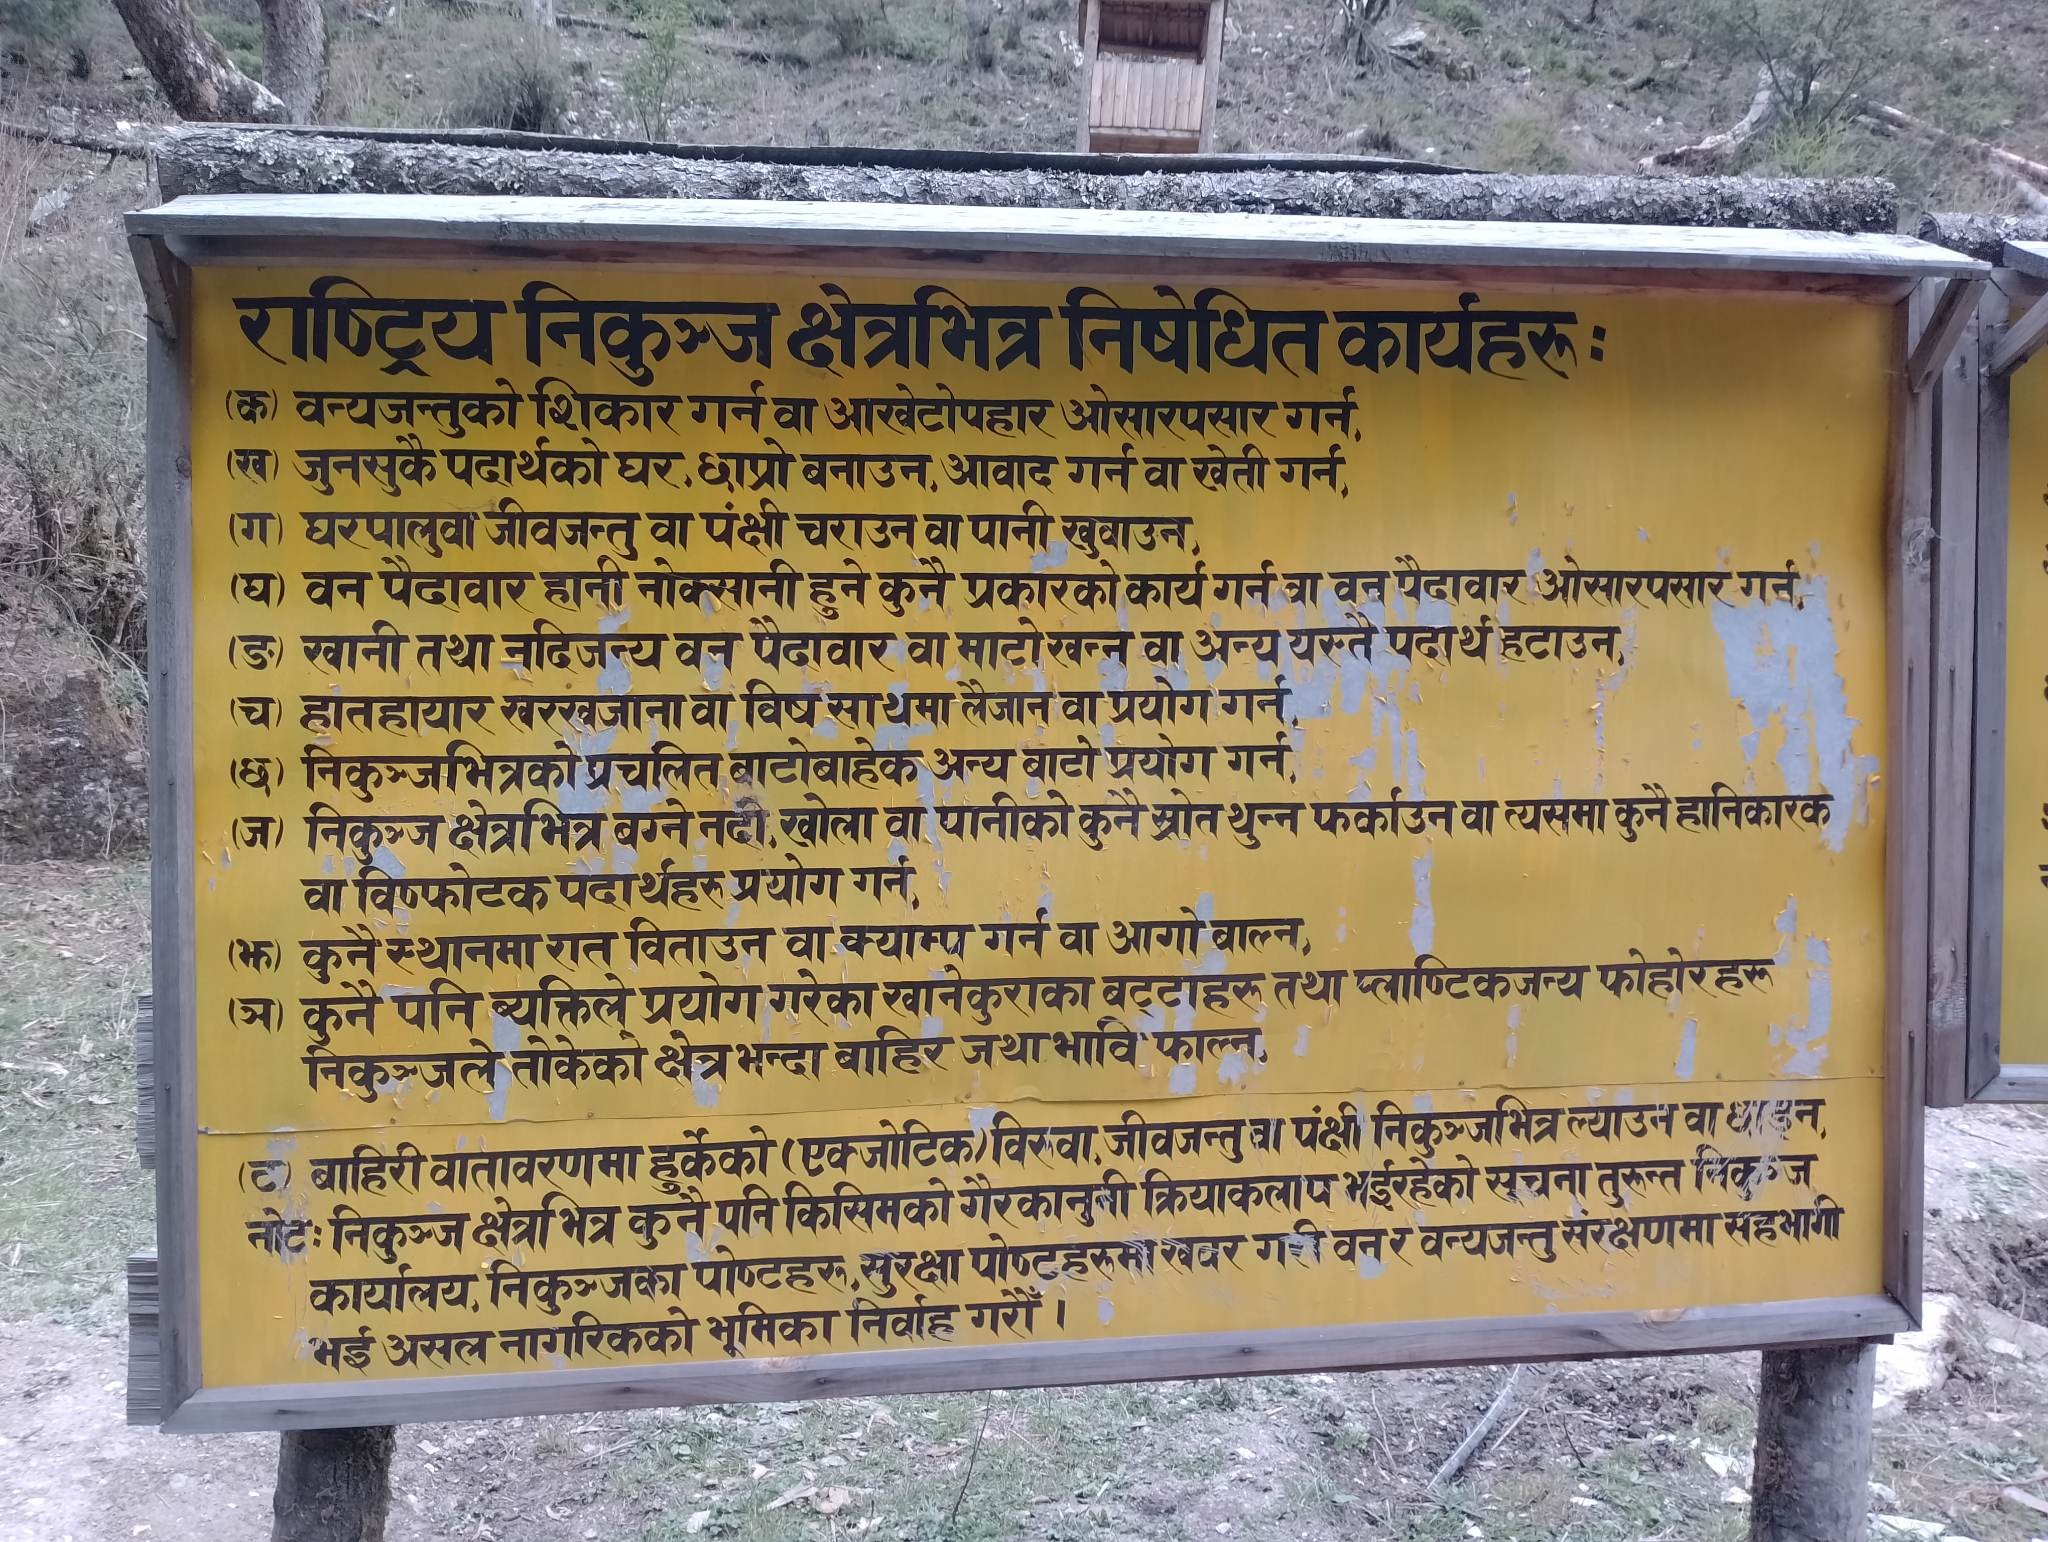 राष्ट्रिय निकुञ्ज क्षेत्रभित्र निषेधित कार्यहरू :
(क) वन्यजन्तुको शिकार गर्न वा आखेटोपहार ओसारपसार गर्न,
(ख) जुनसुकै पदार्थको घर, छाप्रो बनाउन, आवाद गर्न वा खेती गर्न,
(ग) घरपालुवा जीवजन्तु वा पंक्षी चराउन वा पानी खुवाउन,
(घ) वन पैदावार हानी नोक्सानी हुने कुनै प्रकारको कार्य गर्न वा वन पैदावार ओसारपसार गर्न,
(ङ) खानी तथा नदिजन्य वन पैदावार वा माटो खन्न वा अन्य यस्तै पदार्थ हटाउन,
(च) हातहायार खरखजाना वा विष साथमा लैजान वा प्रयोग गर्न,
(छ) निकुञ्जभित्रको प्रचलित बाटोबाहेक अन्य बाटो प्रयोग गर्न,
(ज) निकुञ्ज क्षेत्रभित्र बग्ने नदी, खोला वा पानीको कुनै स्रोत थुन्न फर्काउन वा त्यसमा कुनै हानिकारक
वा विष्फोटक पदार्थहरु प्रयोग गर्न,
(झ) कुनै स्थानमा रात विताउन वा क्याम्प गर्न वा आगो बाल्न,
(ञ) कुनै पनि ब्यक्तिले प्रयोग गरेका खानेकुराका बट्टाहरू तथा प्लाष्टिकजन्य फोहोरहरू
निकुञ्जले तोकेको क्षेत्र भन्दा बाहिर जथाभावि फाल्न,
(ट) बाहिरी वातावरणमा हुर्केको (एक्जोटिक) विरुवा, जीवजन्तु वा पंक्षी निकुञ्जभित्र ल्याउन वा छाड्न,
नोट: निकुञ्ज क्षेत्रभित्र कुनै पनि किसिमको गैरकानुनी क्रियाकलाप भईरहेको सूचना तुरुन्त निकुञ्ज
कार्यालय, निकुञ्जका पोष्टहरू, सुरक्षा पोष्टहरुमा खबर गरी वन र वन्यजन्तु संरक्षणमा सहभागी
भई असल नागरिकको भूमिका निर्वाह गरौँ ।